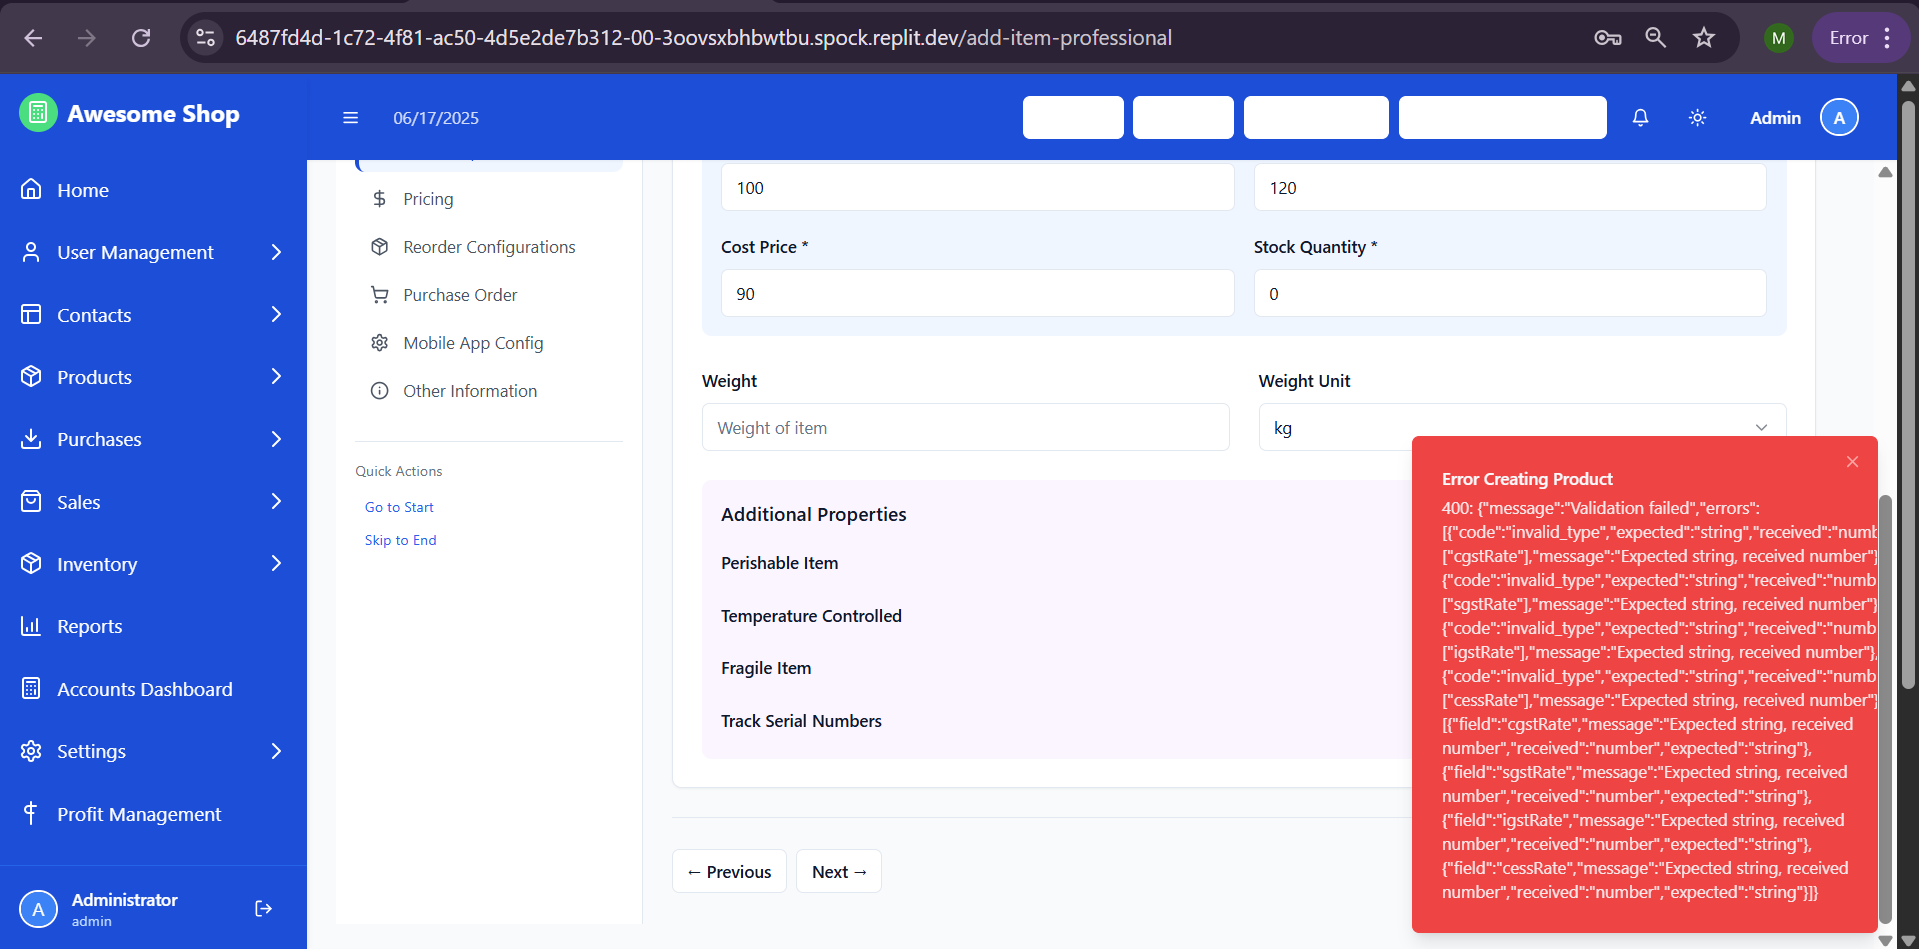 6487fd4d-1c72-4f81-ac50-4d5e2de7b312-00-3oovsxbhbwtbu.spock.replit.dev/add-item-professional
M
Error
Awesome Shop
06/17/2025
Admin
A
Home
User Management
Contacts
Products
Purchases
Sales
Inventory
Reports
Accounts Dashboard
Settings
Profit Management
A
Administrator
admin
Pricing
Reorder Configurations
Purchase Order
Mobile App Config
Other Information
Quick Actions
Go to Start
Skip to End
100
120
Cost Price *
Stock Quantity *
90
0
Weight
Weight Unit
Weight of item
kg
Additional Properties
Perishable Item
Temperature Controlled
Fragile Item
Track Serial Numbers
← Previous
Next →
Error Creating Product
400: {"message":"Validation failed","errors":
[{"code":"invalid_type","expected":"string","received":"numb
["cgstRate"],"message":"Expected string, received number"}
{"code":"invalid_type","expected":"string","received":"numb
["sgstRate"],"message":"Expected string, received number"}
{"code":"invalid_type","expected":"string","received":"numb
["igstRate"],"message":"Expected string, received number"},
{"code":"invalid_type","expected":"string","received":"numb
["cessRate"],"message":"Expected string, received number"}
[{"field":"cgstRate","message":"Expected string, received
number","received":"number","expected":"string"},
{"field":"sgstRate","message":"Expected string, received
number","received":"number","expected":"string"},
{"field":"igstRate","message":"Expected string, received
number","received":"number","expected":"string"},
{"field":"cessRate","message":"Expected string, received
number","received":"number","expected":"string"}]}